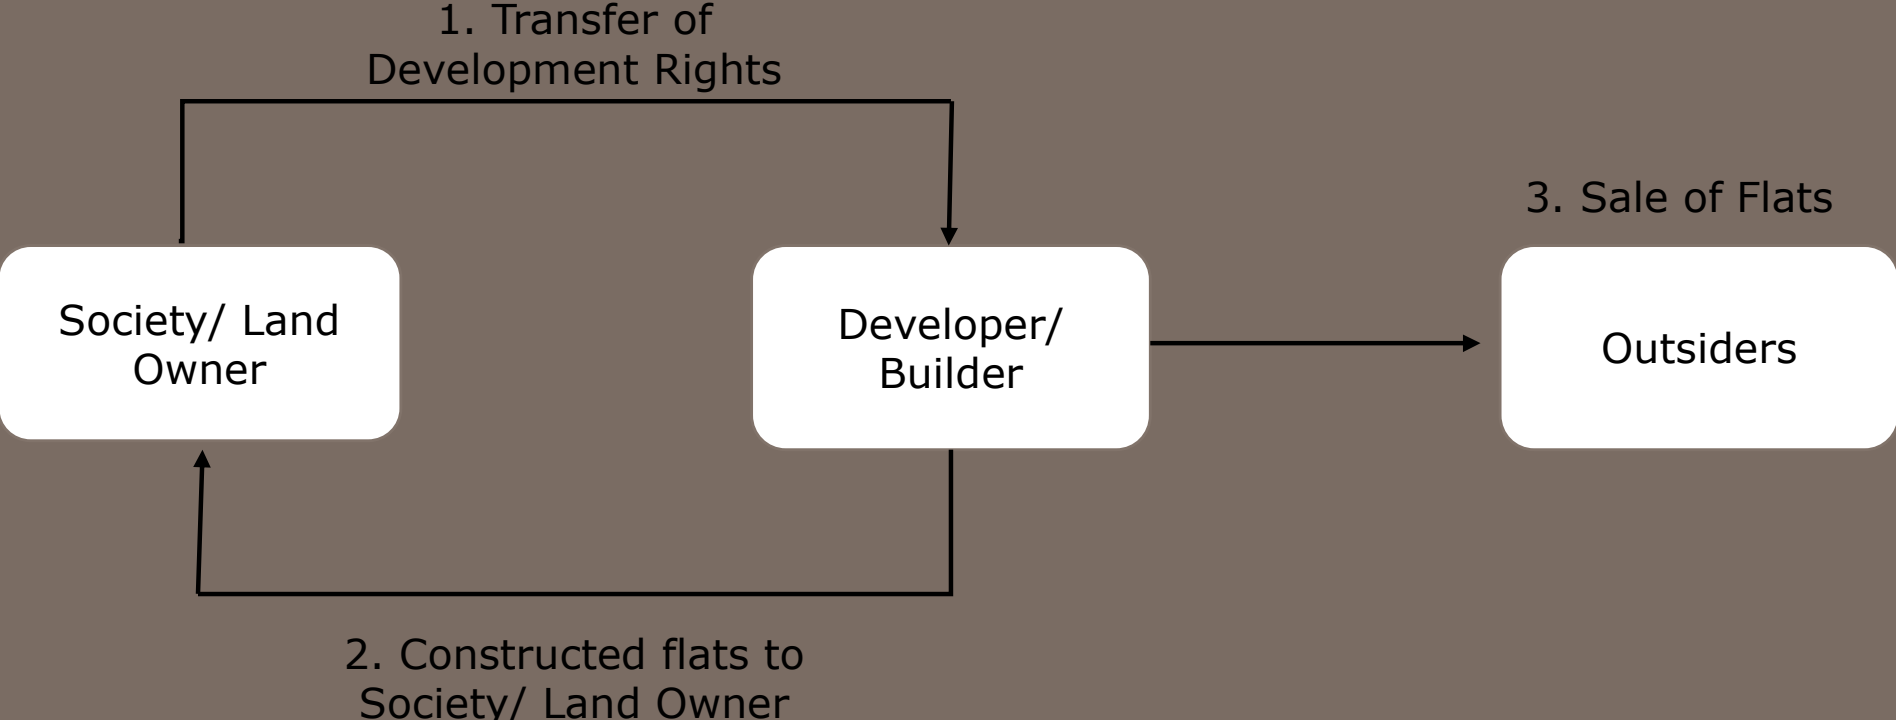 1. Transfer of
Development Rights
3. Sale of Flats
Society/ Land
Owner
Developer/
Builder
Outsiders
2. Constructed flats to
Society/ Land Owner